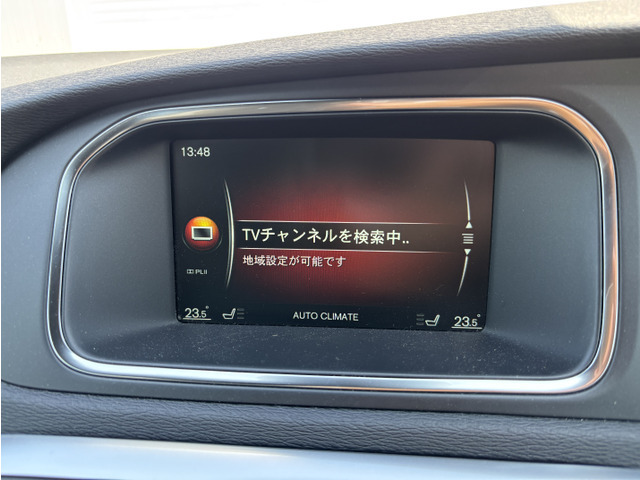 13:48
TVチャンネルを検索中..
地域設定が可能です
PLII
23.5° AUTO CLIMATE 23.5°